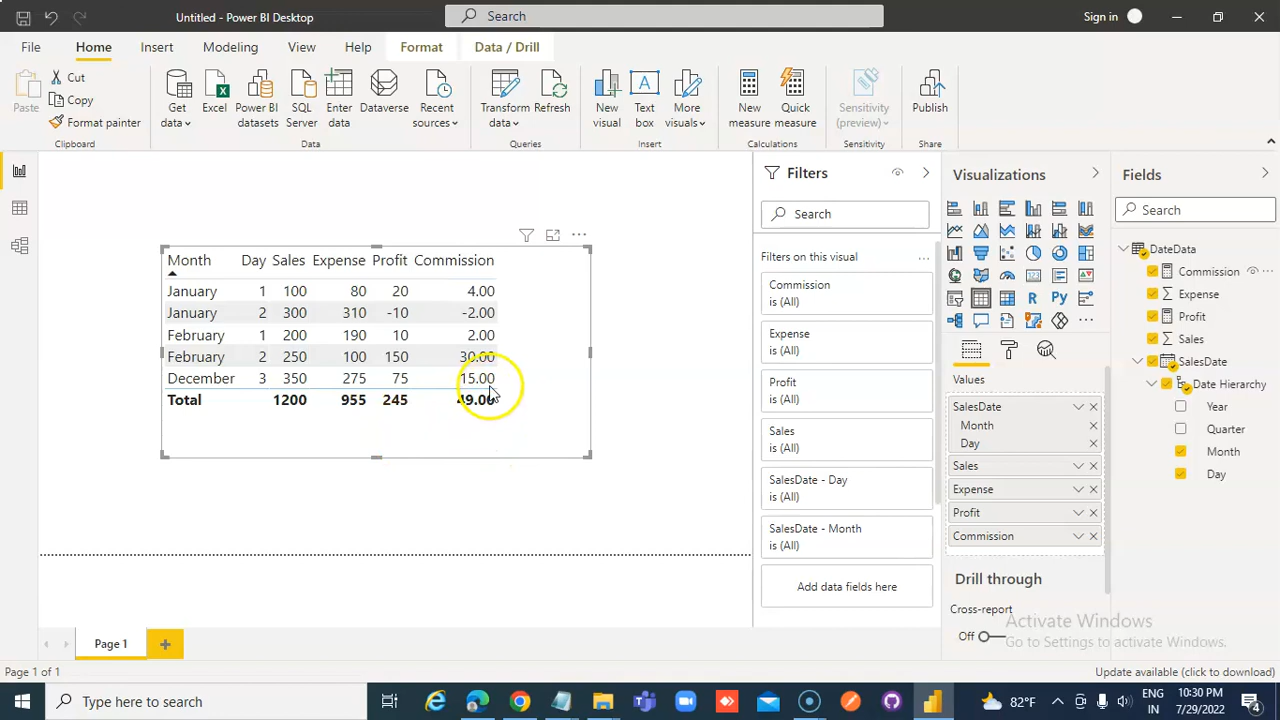 Untitled - Power BI Desktop
Search
Sign in
File
Home
Insert
Modeling
View
Help
Format
Data / Drill
Paste
Cut
Copy
Format painter
Clipboard
Get data
Excel
Power BI datasets
SQL Server
Enter data
Dataverse
Recent sources
Data
Transform data
Refresh
Queries
New visual
Text box
More visuals
Insert
New measure
Quick measure
Calculations
Sensitivity (preview)
Sensitivity
Publish
Share
Month Day Sales Expense Profit Commission
January 1 100 80 20 4.00
January 2 300 310 -10 -2.00
February 1 200 190 10 2.00
February 2 250 100 150 30.00
December 3 350 275 75 15.00
Total 1200 955 245 49.00
Filters
Search
Filters on this visual
Commission
is (All)
Expense
is (All)
Profit
is (All)
Sales
is (All)
SalesDate - Day
is (All)
SalesDate - Month
is (All)
Add data fields here
Visualizations
R
Py
123
Values
SalesDate
Month
Day
Sales
Expense
Profit
Commission
Drill through
Cross-report
Off
Fields
Search
DateData
Commission
Expense
Profit
Sales
SalesDate
Date Hierarchy
Year
Quarter
Month
Day
Activate Windows
Go to Settings to activate Windows.
Page 1
Page 1 of 1
Update available (click to download)
Type here to search
82°F
ENG
IN
10:30 PM
7/29/2022
4